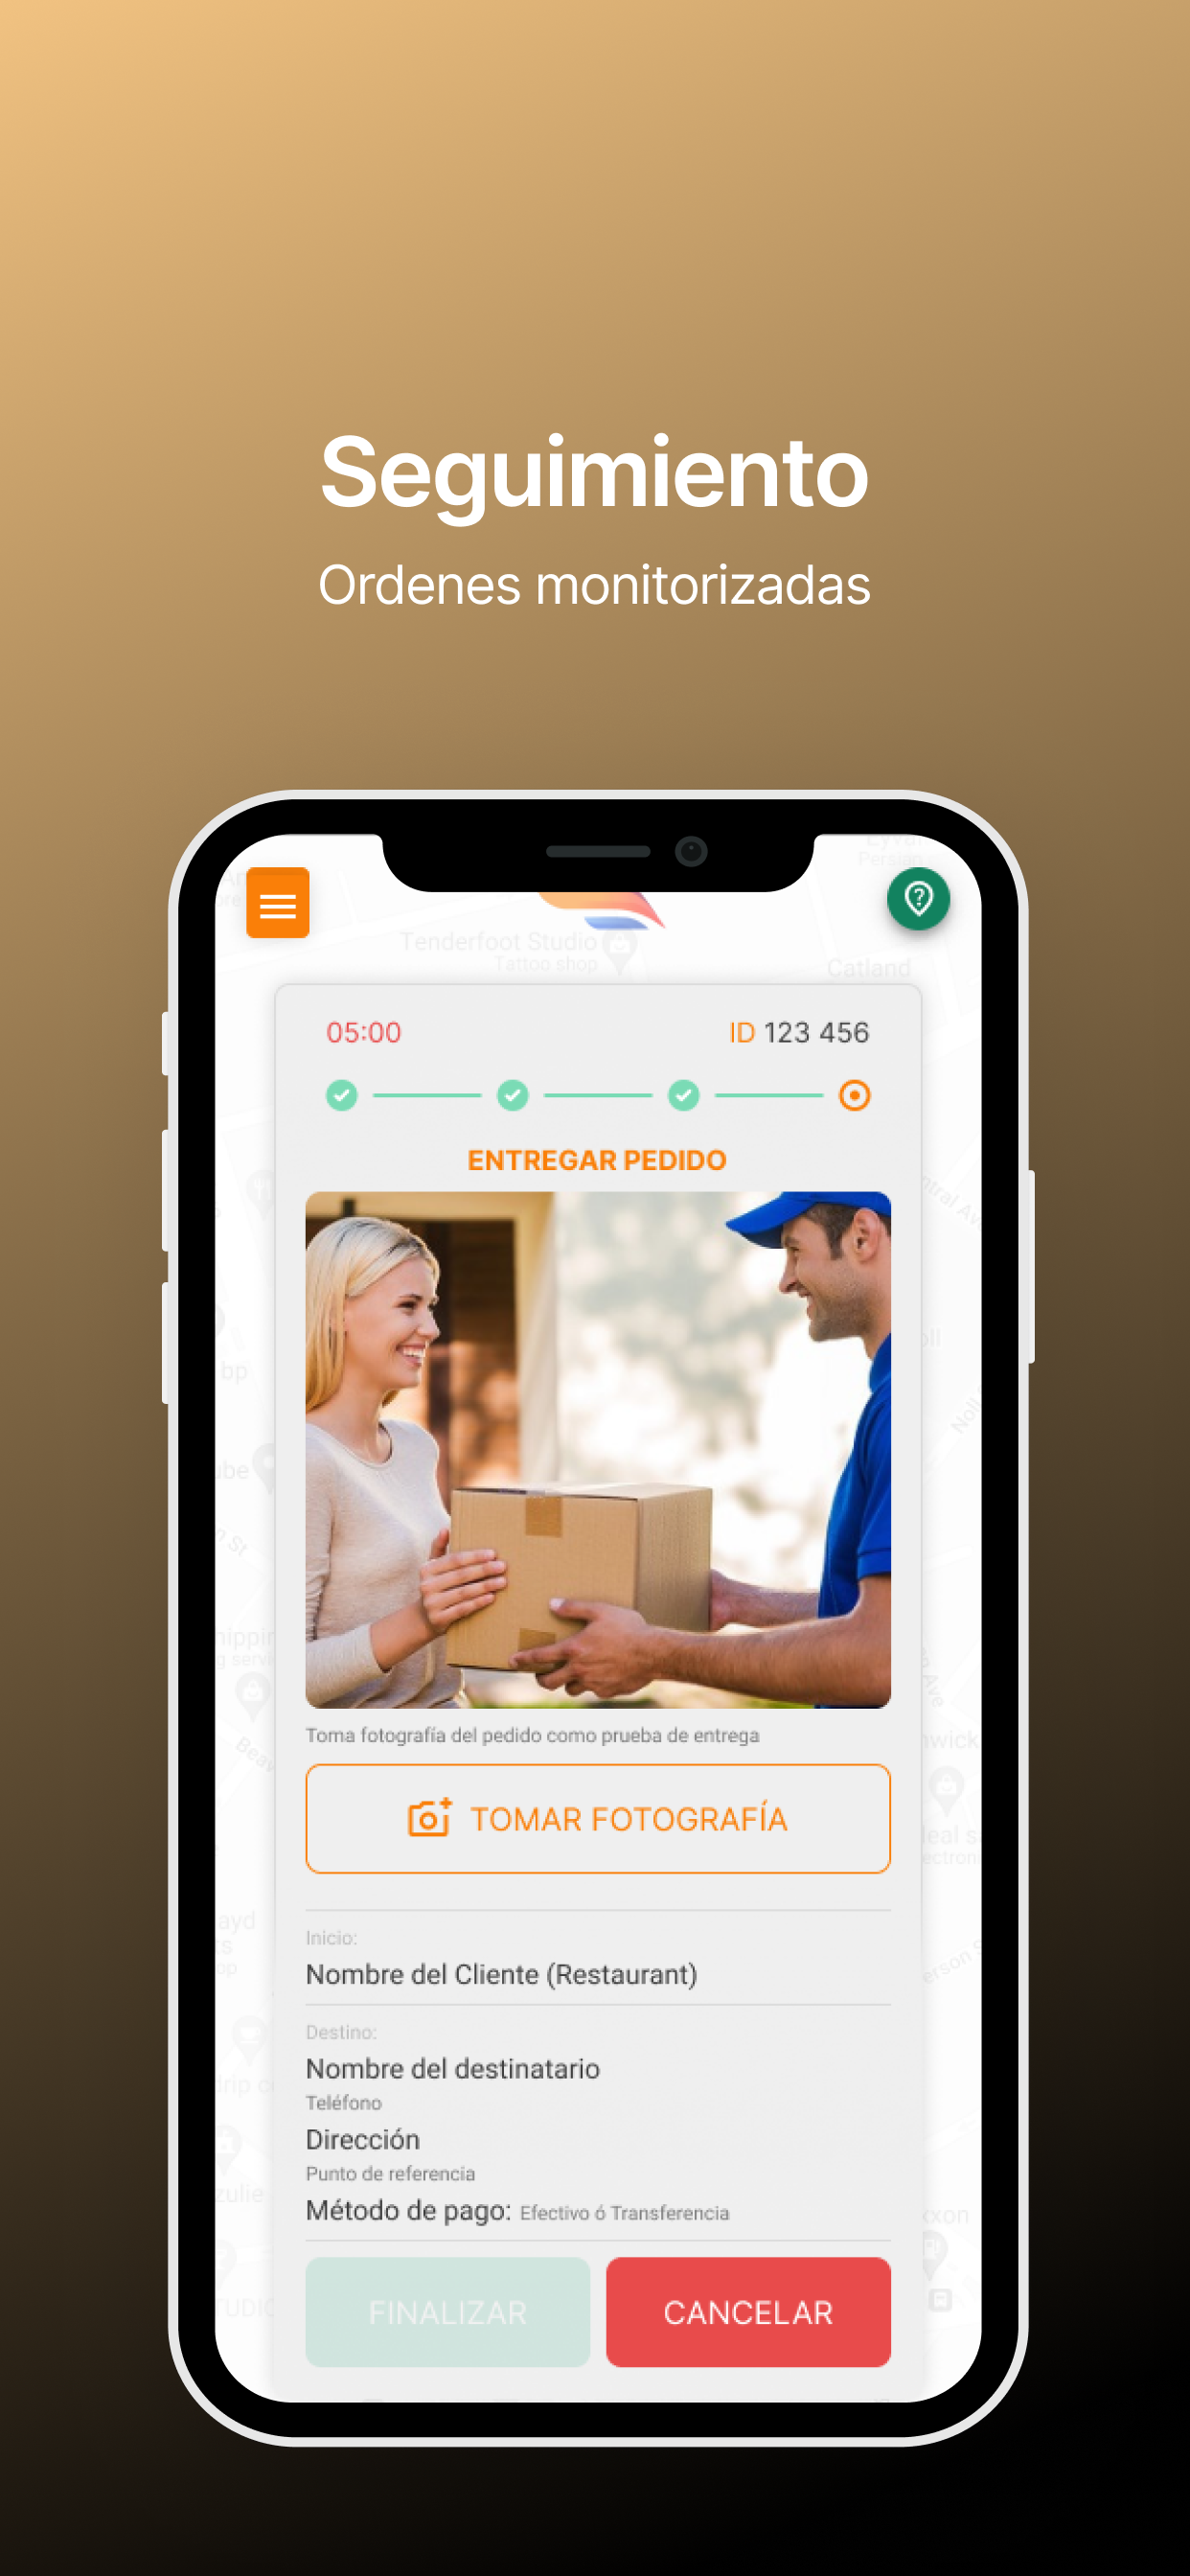 Seguimiento
Ordenes monitorizadas
Persian
Tenderfoot Studio
Tattoo shop
Catland
05:00
ID 123 456
ENTREGAR PEDIDO
bp
Toma fotografía del pedido como prueba de entrega
TOMAR FOTOGRAFÍA
Inicio:
Nombre del Cliente (Restaurant)
Destino:
Nombre del destinatario
Teléfono
Dirección
Punto de referencia
Método de pago: Efectivo ó Transferencia
FINALIZAR
CANCELAR